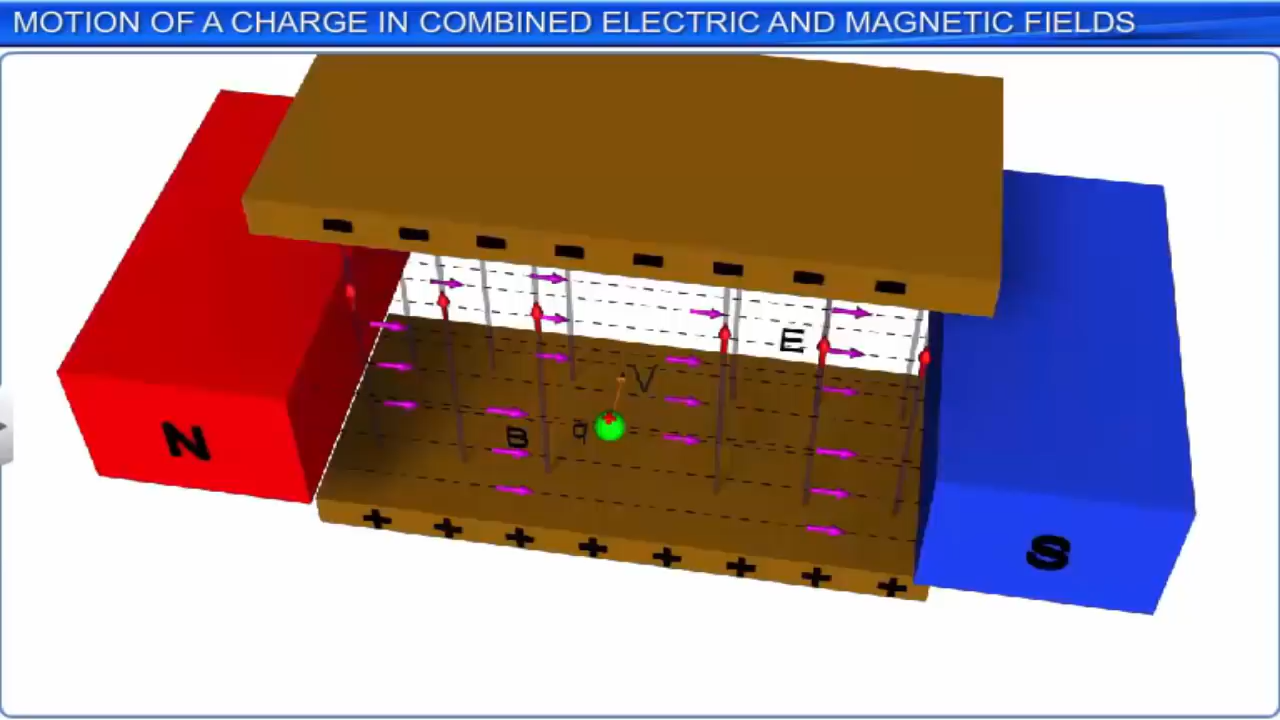 MOTION OF A CHARGE IN COMBINED ELECTRIC AND MAGNETIC FIELDS
- - - - - - - -
E
V
N
B
q
+ + + + + + + +
S